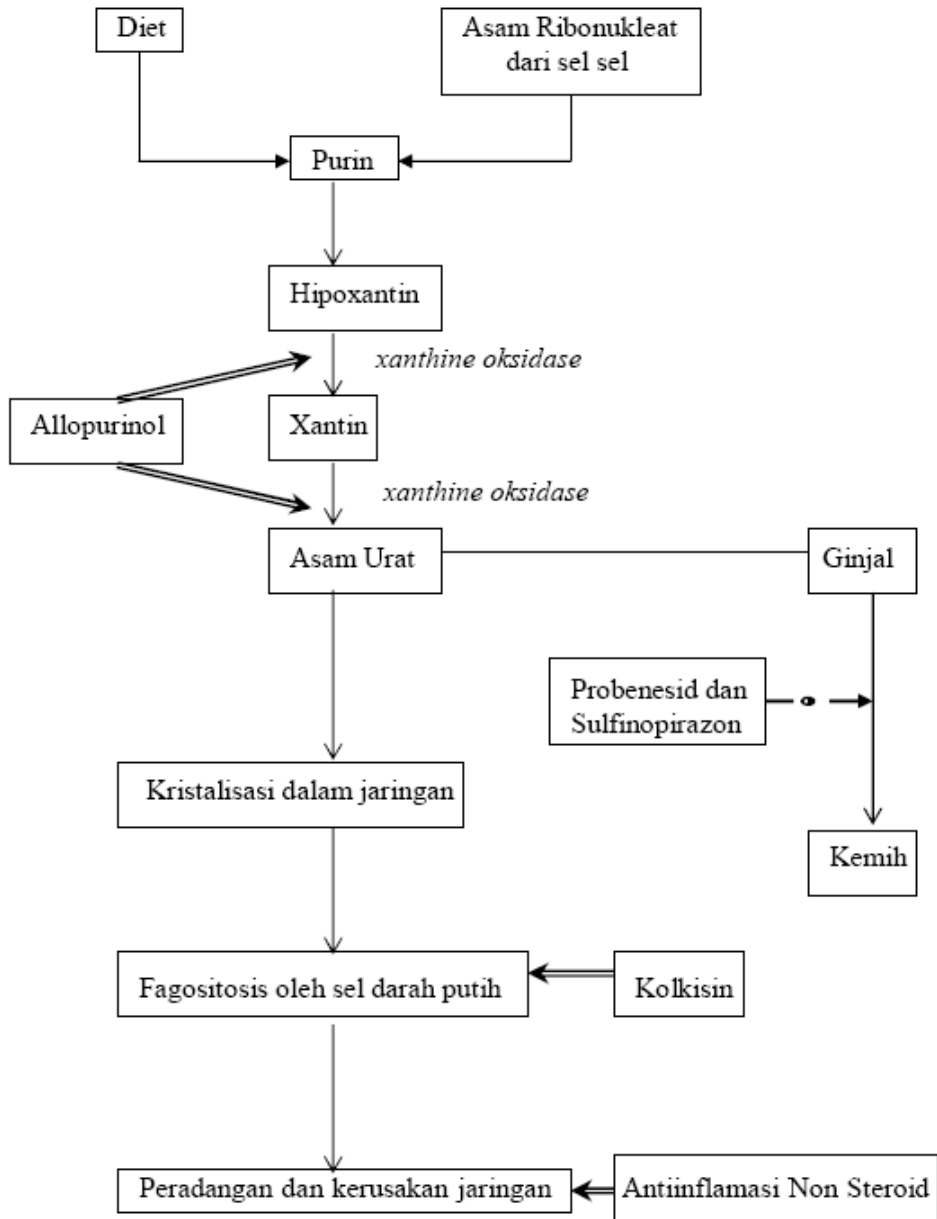 Diet
Asam Ribonukleat
dari sel sel
Purin
Hipoxantin
xanthine oksidase
Allopurinol
Xantin
xanthine oksidase
Asam Urat
Ginjal
Probenesid dan
Sulfinopirazon
Kristalisasi dalam jaringan
Kemih
Fagositosis oleh sel darah putih
Kolkisin
Peradangan dan kerusakan jaringan
Antiinflamasi Non Steroid